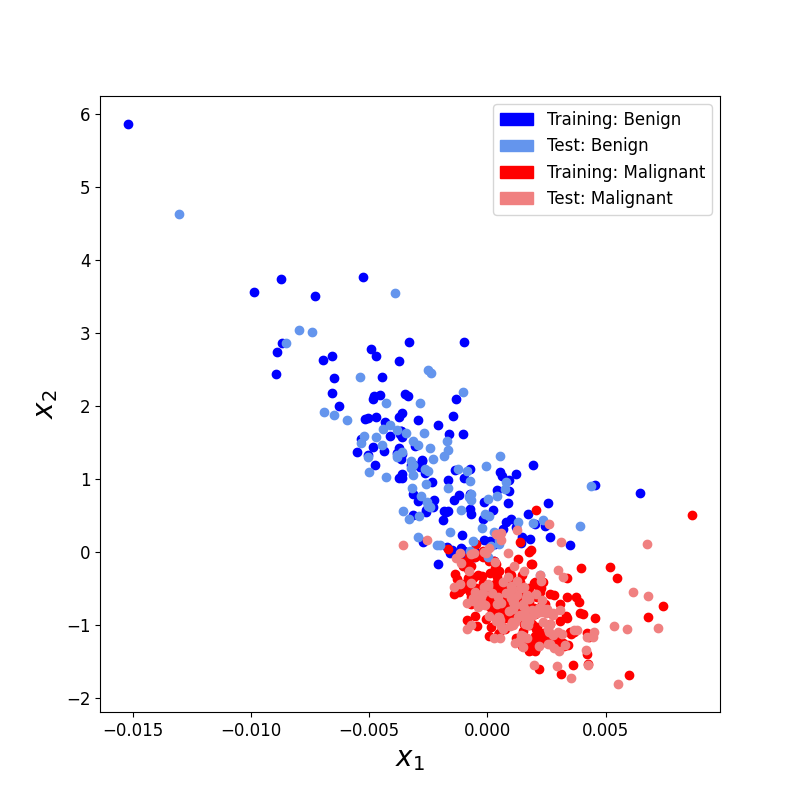 Training: Benign
Test: Benign
Training: Malignant
Test: Malignant
6
5
4
3
2
1
0
−1
−2
x₂
−0.015 −0.010 −0.005 0.000 0.005
x₁